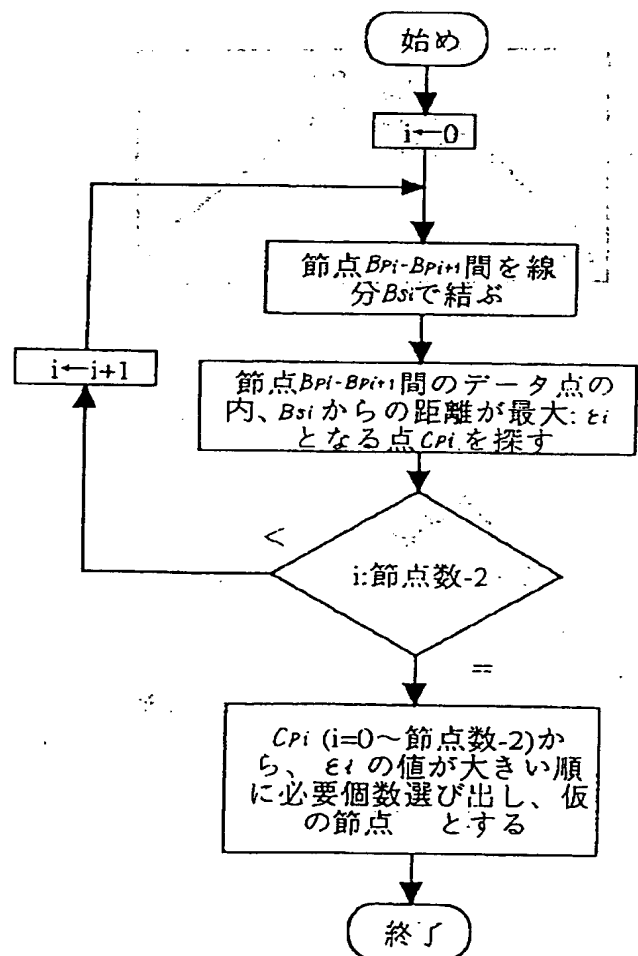 始め
i←0
節点BPi-BPi+1間を線
分BSiで結ぶ
i←i+1
節点BPi-BPi+1間のデータ点の
内、BSiからの距離が最大:εi
となる点CPiを探す
<
i:節点数-2
=
CPi (i=0～節点数-2)か
ら、εiの値が大きい順
に必要個数選び出し、仮
の節点 とする
終了